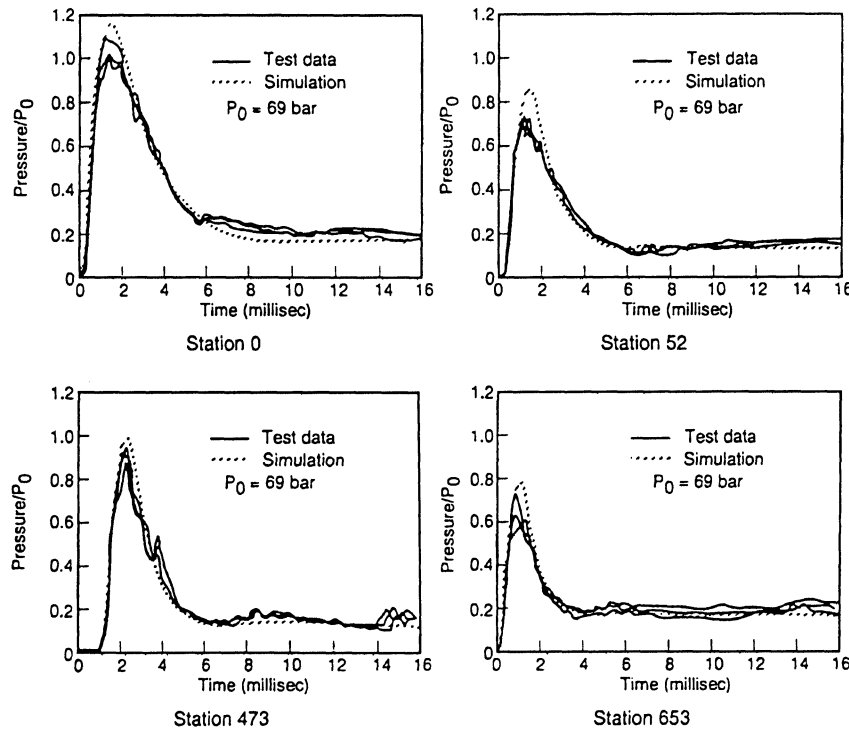 1.2
1.0
0.8
0.6
0.4
0.2
0
Pressure/P0
Test data
Simulation
P0 = 69 bar
0 2 4 6 8 10 12 14 16
Time (millisec)
Station 0
1.2
1.0
0.8
0.6
0.4
0.2
0
Pressure/P0
Test data
Simulation
P0 = 69 bar
0 2 4 6 8 10 12 14 16
Time (millisec)
Station 52
1.2
1.0
0.8
0.6
0.4
0.2
0
Pressure/P0
Test data
Simulation
P0 = 69 bar
0 2 4 6 8 10 12 14 16
Time (millisec)
Station 473
1.2
1.0
0.8
0.6
0.4
0.2
0
Pressure/P0
Test data
Simulation
P0 = 69 bar
0 2 4 6 8 10 12 14 16
Time (millisec)
Station 653